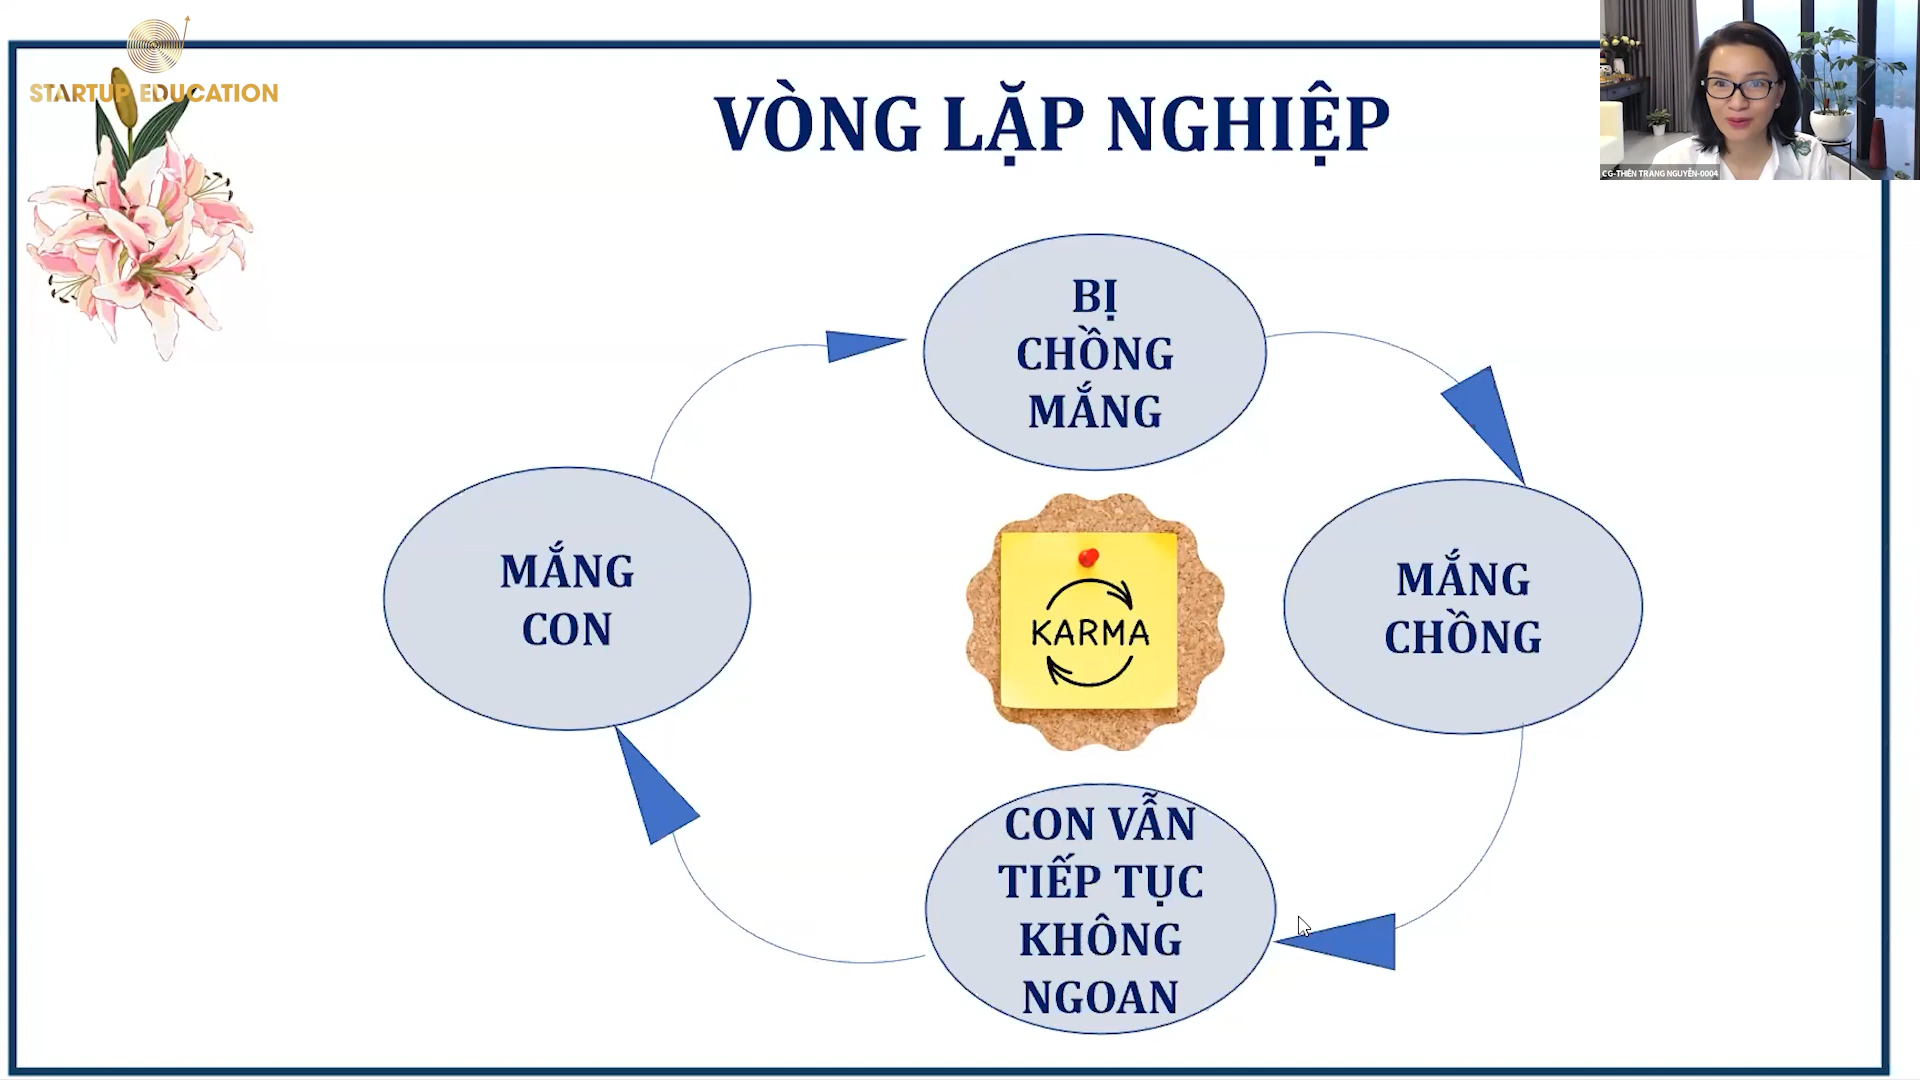 STARTUP EDUCATION
VÒNG LẶP NGHIỆP
CG-THIÊN TRANG NGUYỄN-0004
BỊ
CHỒNG
MẮNG
MẮNG
CHỒNG
KARMA
CON VẪN
TIẾP TỤC
KHÔNG
NGOAN
MẮNG
CON